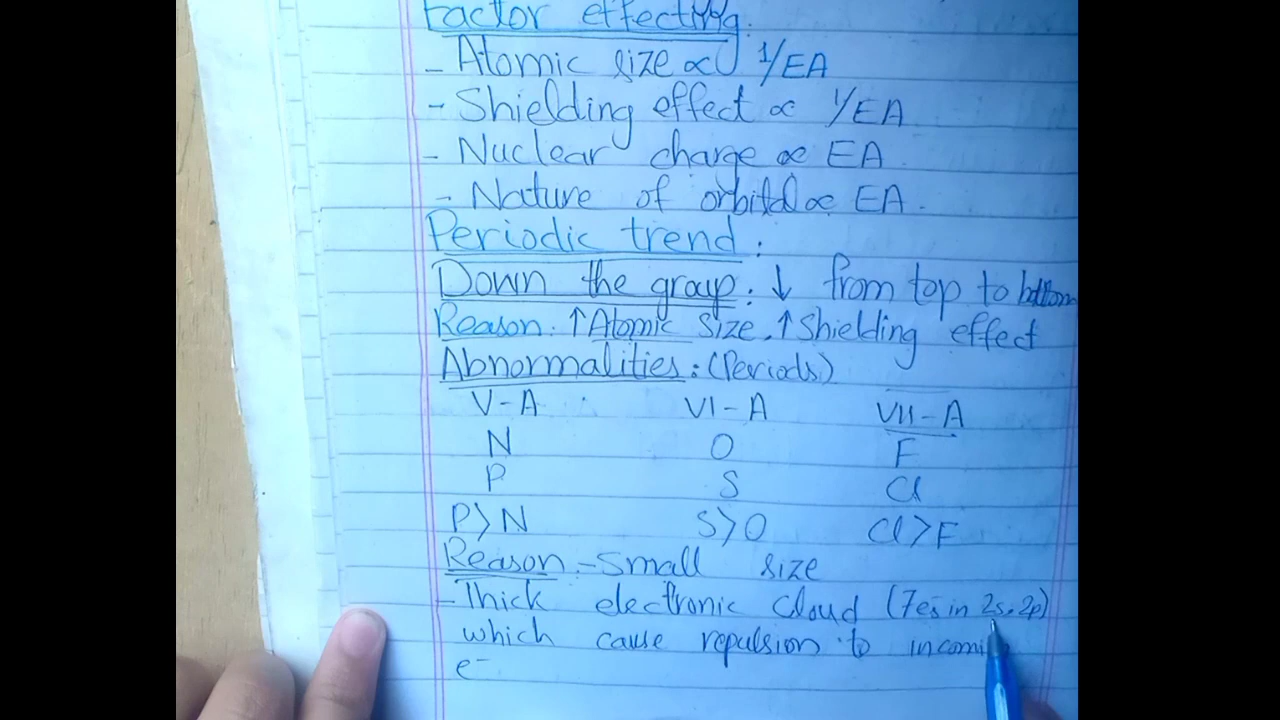 Factor effecting.
- Atomic size ∝ 1/EA
- Shielding effect ∝ 1/EA
- Nuclear charge ∝ EA
- Nature of orbital ∝ EA.
Periodic trend:
Down the group: ↓ from top to bottom
Reason: ↑Atomic size, ↑Shielding effect
Abnormalities: (Periods)
V-A VI-A VII-A
N O F
P S Cl
P>N S>O Cl>F
Reason - Small size
- Thick electronic cloud (7es in 2s, 2p)
which cause repulsion to
e⁻